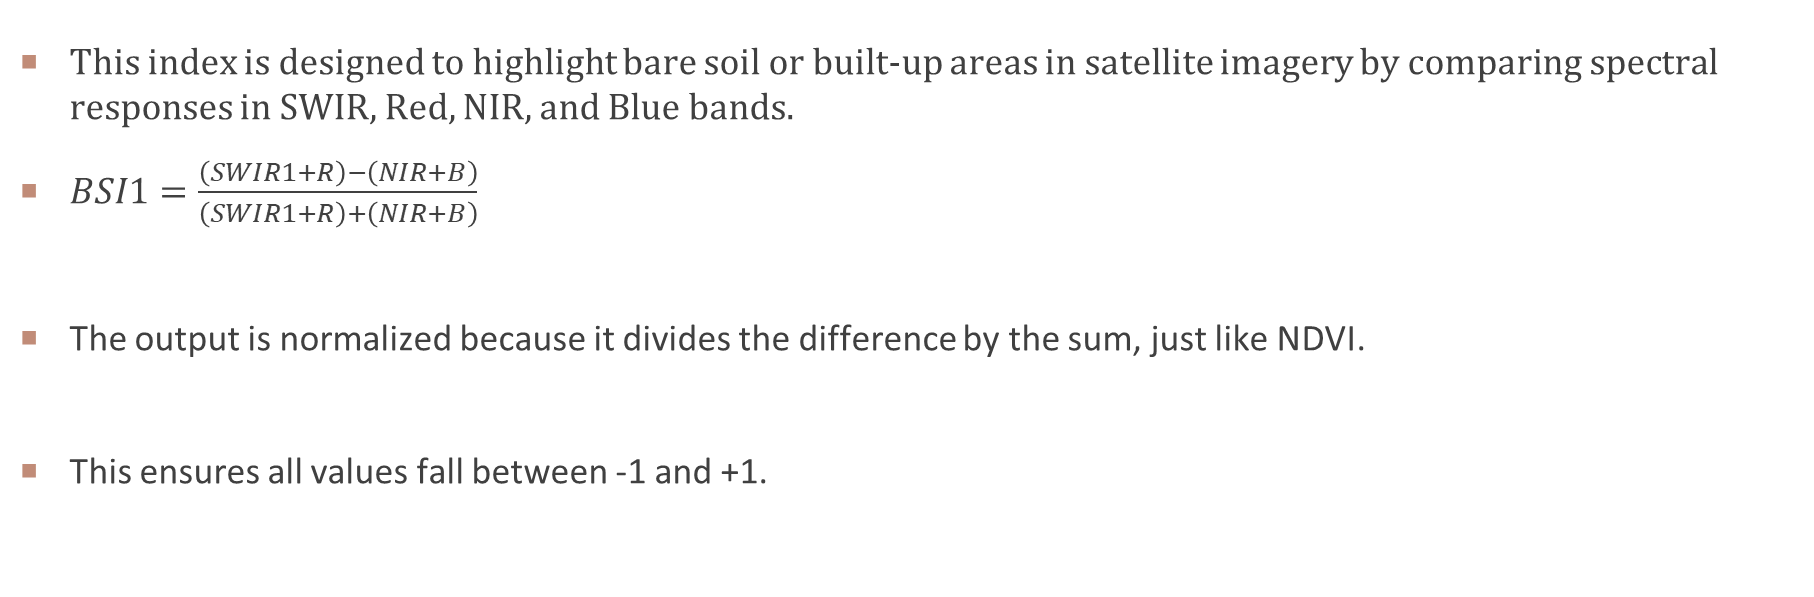 ▪ This index is designed to highlight bare soil or built-up areas in satellite imagery by comparing spectral
responses in SWIR, Red, NIR, and Blue bands.
▪ BSI1 = \frac{(SWIR1+R)−(NIR+B)}{(SWIR1+R)+(NIR+B)}
▪ The output is normalized because it divides the difference by the sum, just like NDVI.
▪ This ensures all values fall between -1 and +1.